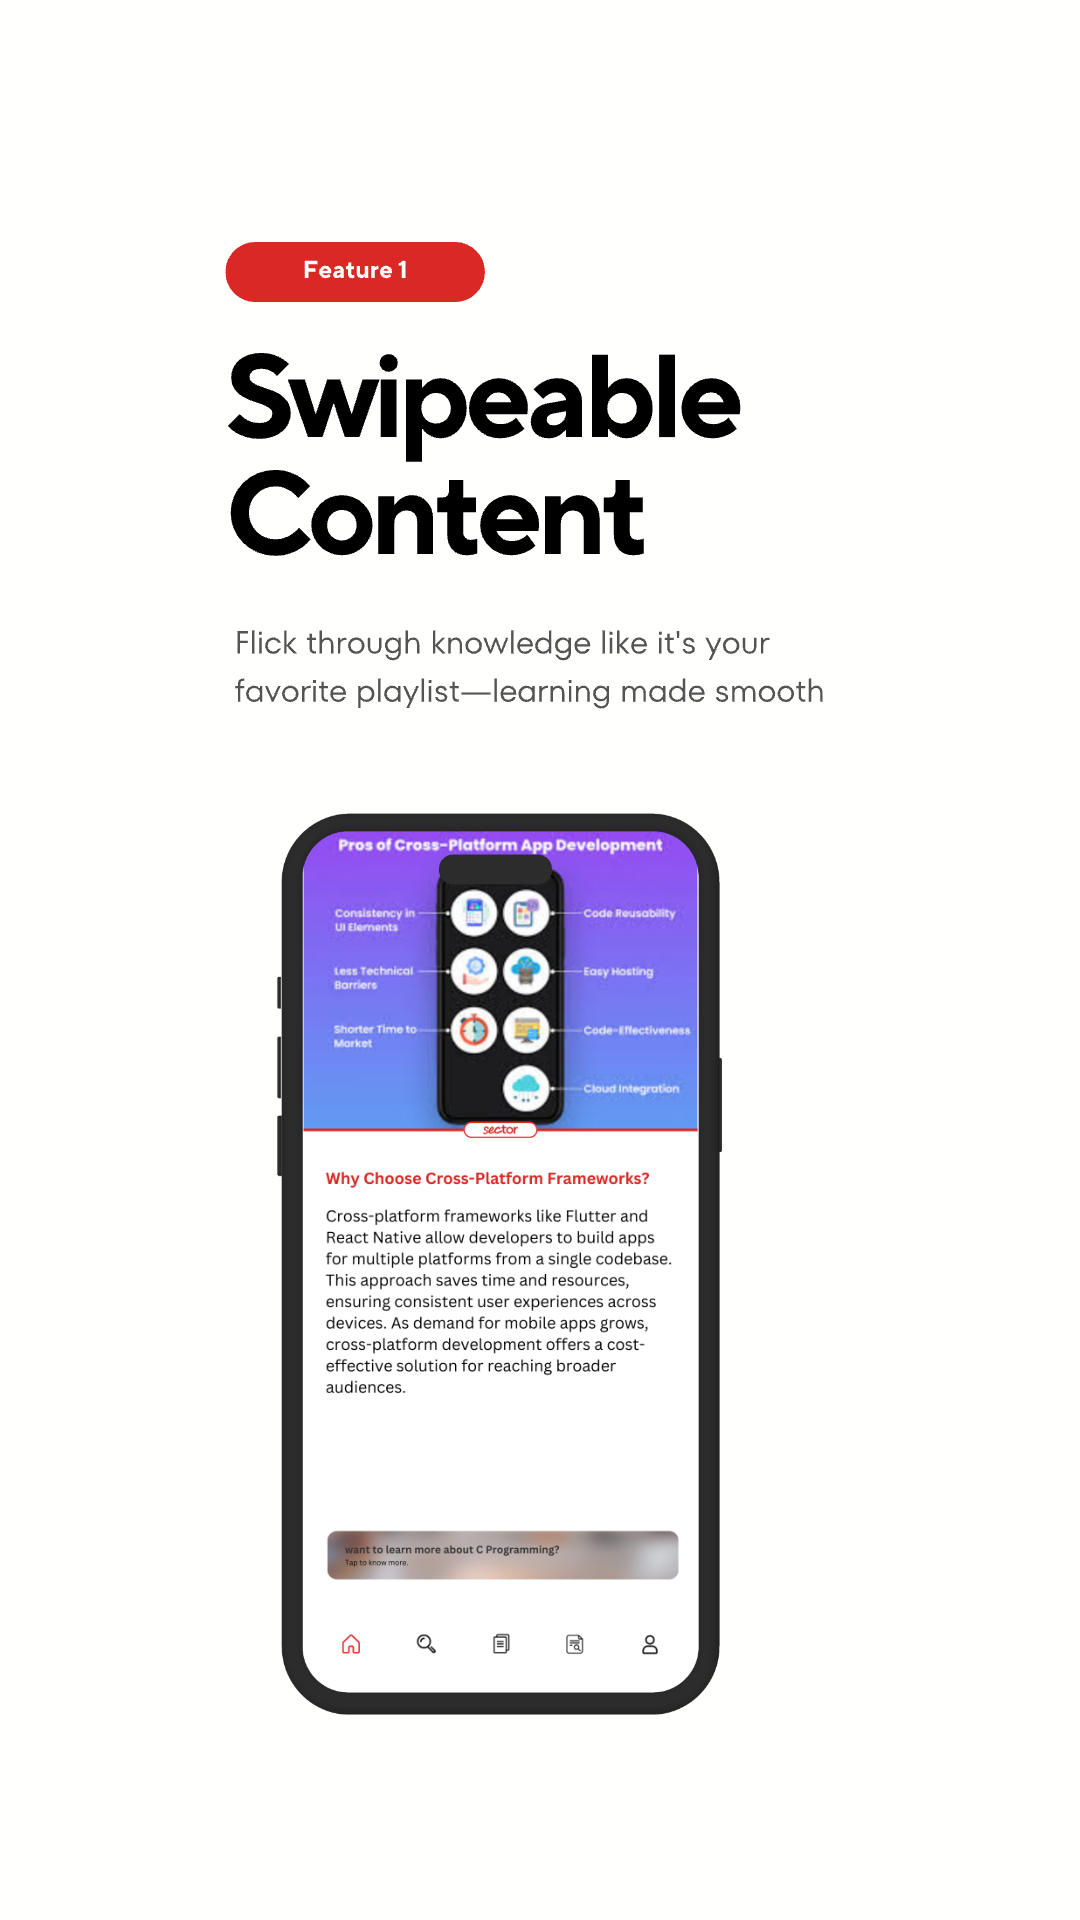 Feature 1
Swipeable
Content
Flick through knowledge like it's your
favorite playlist—learning made smooth
Pros of Cross-Platform App Development
Consistency in
UI Elements
Code Reusability
Less Technical
Barriers
Easy Hosting
Shorter Time to
Market
Code-Effectiveness
Cloud Integration
sector
Why Choose Cross-Platform Frameworks?
Cross-platform frameworks like Flutter and
React Native allow developers to build apps
for multiple platforms from a single codebase.
This approach saves time and resources,
ensuring consistent user experiences across
devices. As demand for mobile apps grows,
cross-platform development offers a cost-
effective solution for reaching broader
audiences.
want to learn more about C Programming?
Tap to know more.